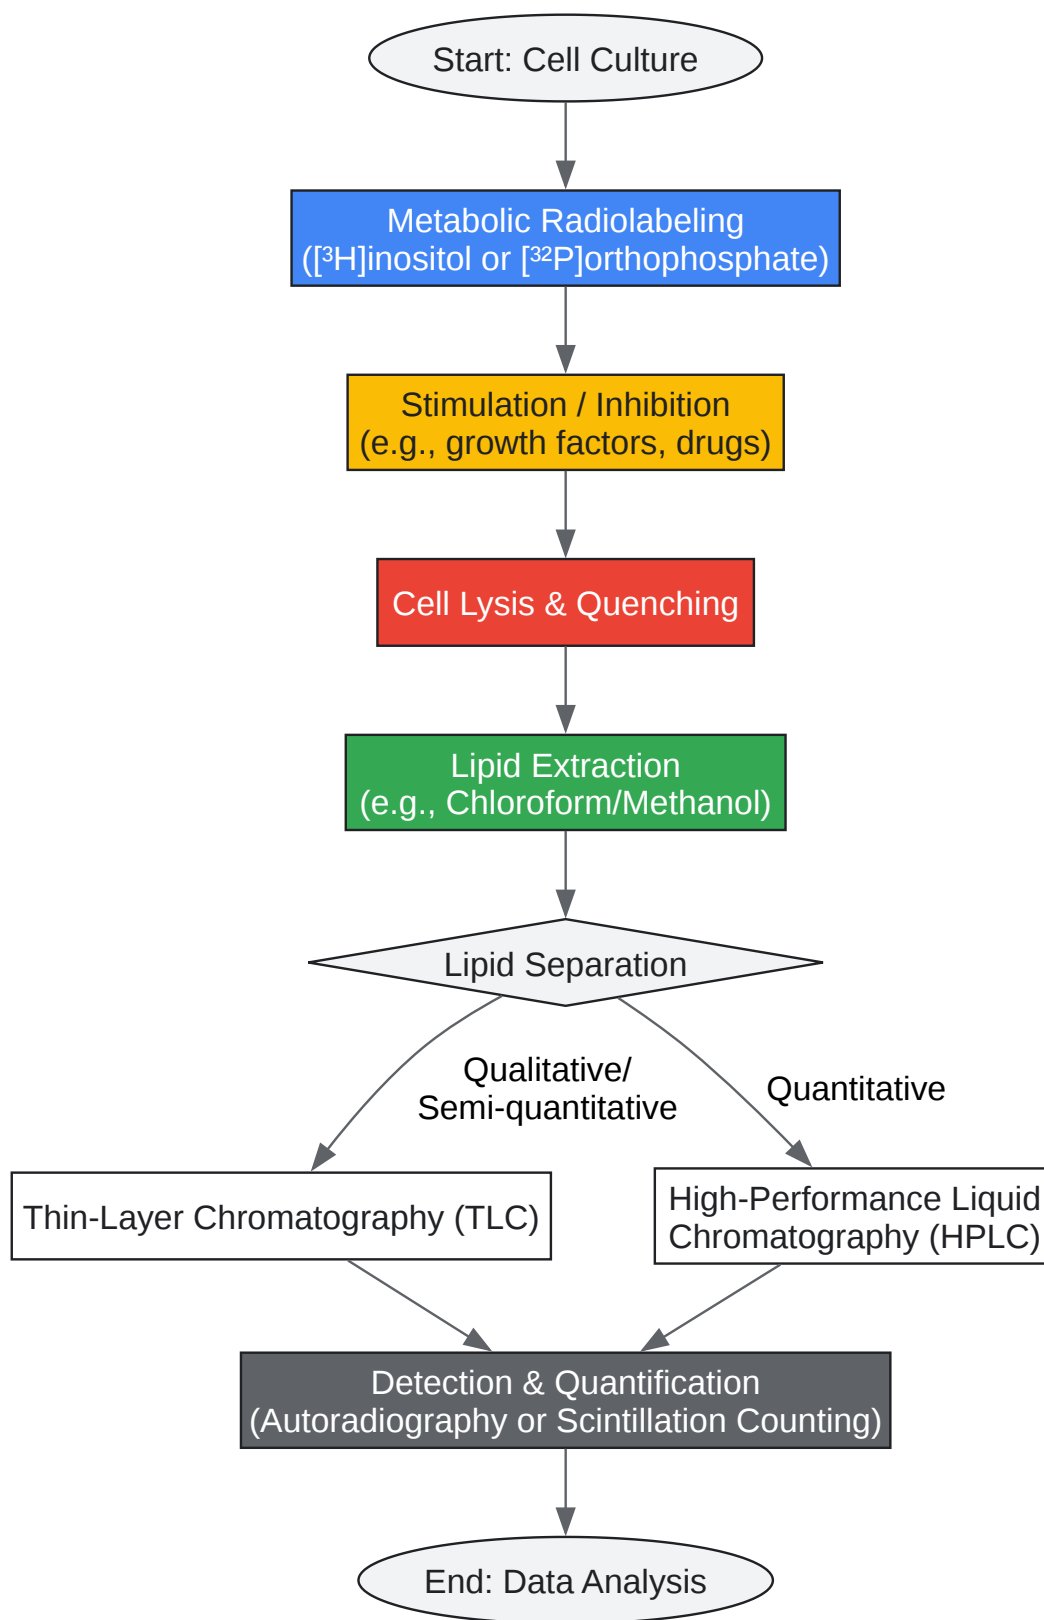 Start: Cell Culture
Metabolic Radiolabeling
([³H]inositol or [³²P]orthophosphate)
Stimulation / Inhibition
(e.g., growth factors, drugs)
Cell Lysis & Quenching
Lipid Extraction
(e.g., Chloroform/Methanol)
Lipid Separation
Qualitative/
Semi-quantitative
Quantitative
Thin-Layer Chromatography (TLC)
High-Performance Liquid
Chromatography (HPLC)
Detection & Quantification
(Autoradiography or Scintillation Counting)
End: Data Analysis